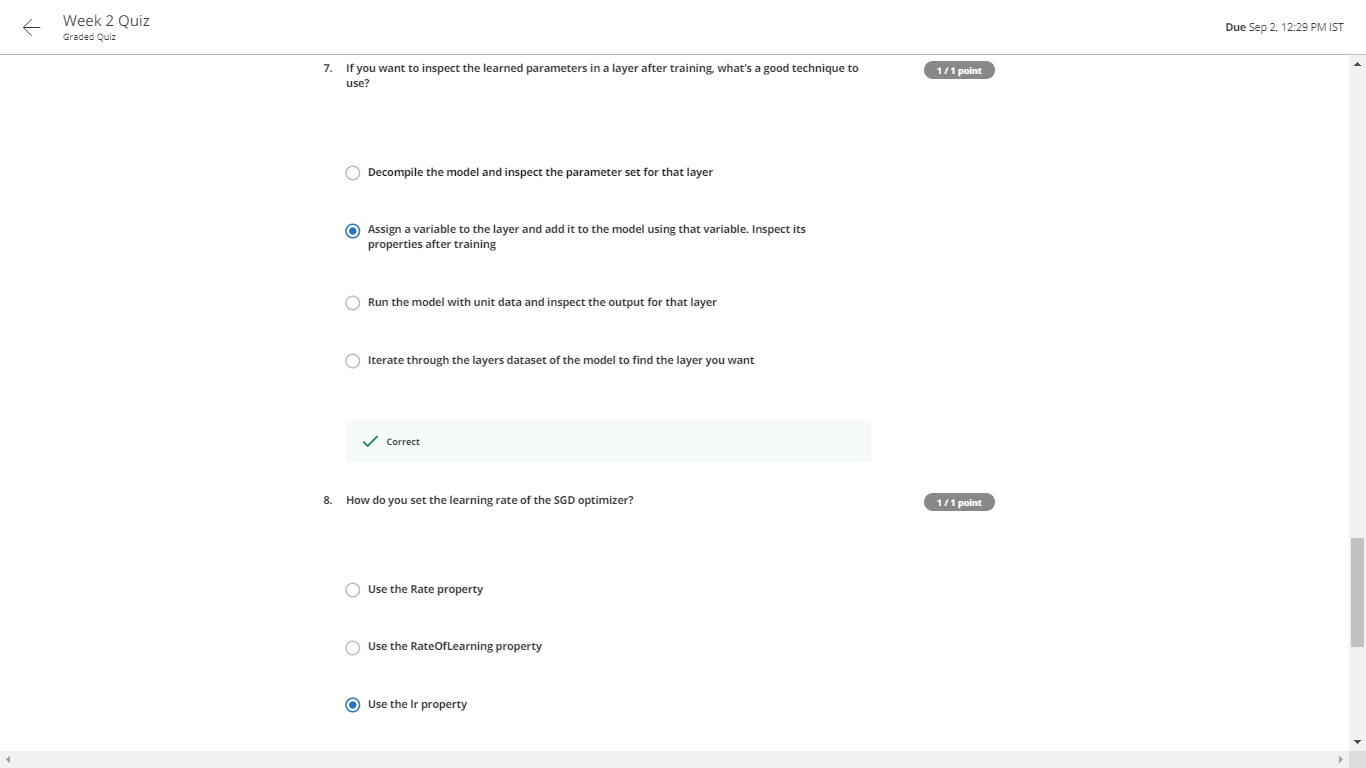 Week 2 Quiz
Graded Quiz
Due Sep 2, 12:29 PM IST
7. If you want to inspect the learned parameters in a layer after training, what's a good technique to
use?
1 / 1 point
Decompile the model and inspect the parameter set for that layer
Assign a variable to the layer and add it to the model using that variable. Inspect its
properties after training
Run the model with unit data and inspect the output for that layer
Iterate through the layers dataset of the model to find the layer you want
Correct
8. How do you set the learning rate of the SGD optimizer?
1 / 1 point
Use the Rate property
Use the RateOfLearning property
Use the lr property